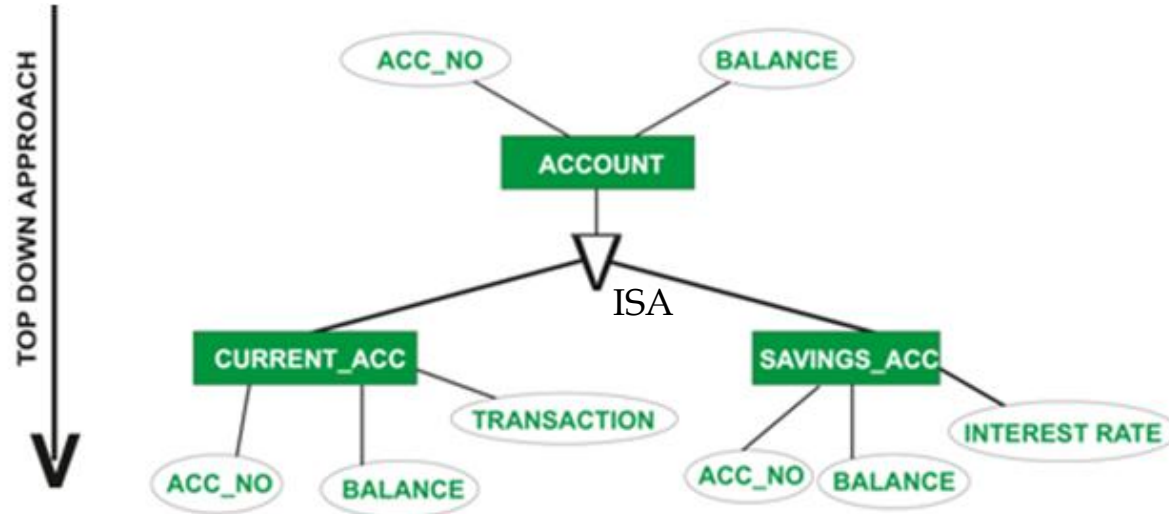 TOP DOWN APPROACH
ACC_NO
BALANCE
ACCOUNT
ISA
CURRENT_ACC
SAVINGS_ACC
TRANSACTION
INTEREST RATE
ACC_NO
BALANCE
ACC_NO
BALANCE